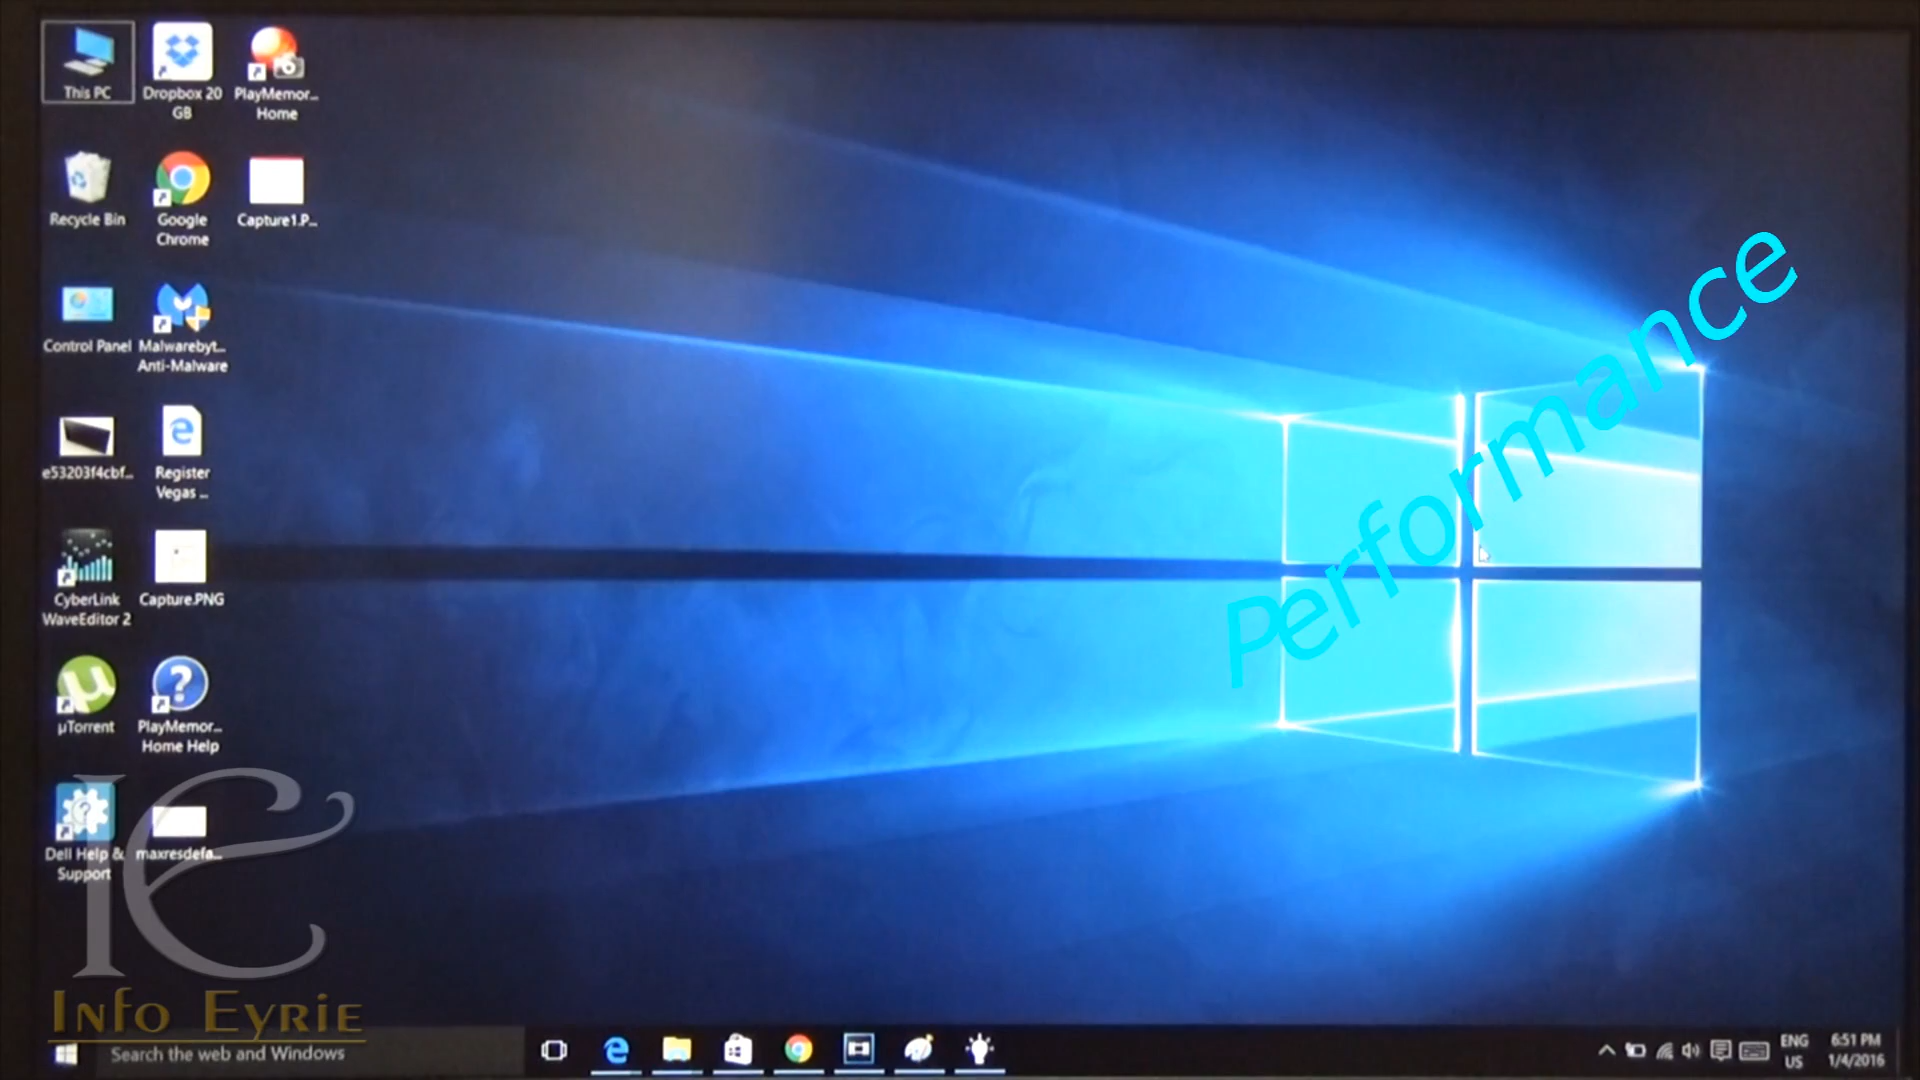 This PC
Dropbox 20
GB
PlayMemor...
Home
Recycle Bin
Google
Chrome
Capture1.P...
Control Panel
Malwarebyt...
Anti-Malware
e53203f4cbf...
Register
Vegas ...
CyberLink
WaveEditor 2
Capture.PNG
µTorrent
PlayMemor...
Home Help
Dell Help &
Support
maxresdefa...
Performance
IE
Info Eyrie
Search the web and Windows
ENG
US
6:51 PM
1/4/2016